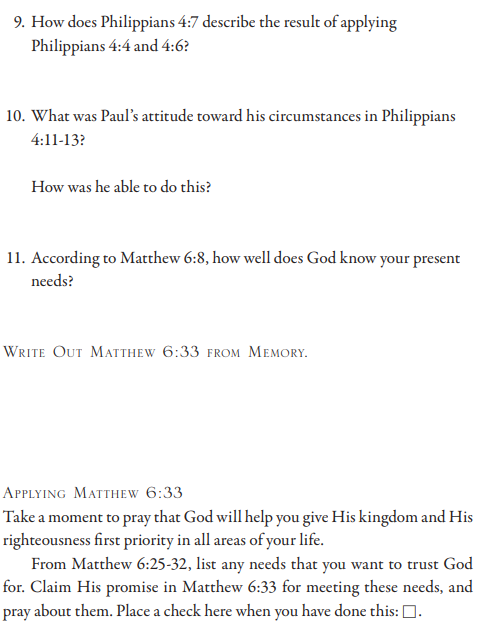 9. How does Philippians 4:7 describe the result of applying
Philippians 4:4 and 4:6?
10. What was Paul’s attitude toward his circumstances in Philippians
4:11-13?
How was he able to do this?
11. According to Matthew 6:8, how well does God know your present
needs?
Write Out Matthew 6:33 from Memory.
Applying Matthew 6:33
Take a moment to pray that God will help you give His kingdom and His
righteousness first priority in all areas of your life.
From Matthew 6:25-32, list any needs that you want to trust God
for. Claim His promise in Matthew 6:33 for meeting these needs, and
pray about them. Place a check here when you have done this: □.